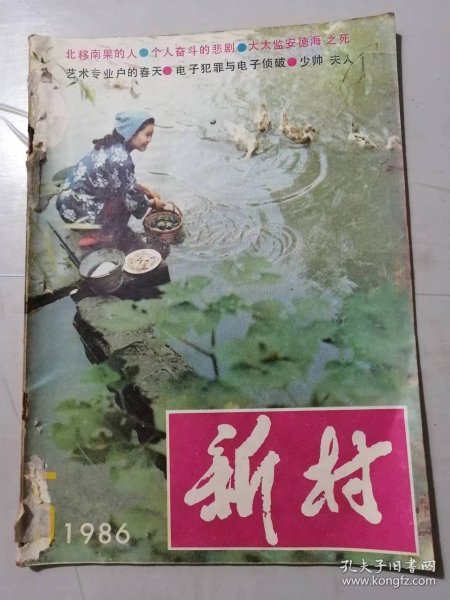 北移南果的人●个人奋斗的悲剧●大太监安德海之死
艺术专业户的春天●电子犯罪与电子侦破●少帅夫人
新村
5
1986
孔夫子旧书网
www.kongfz.com